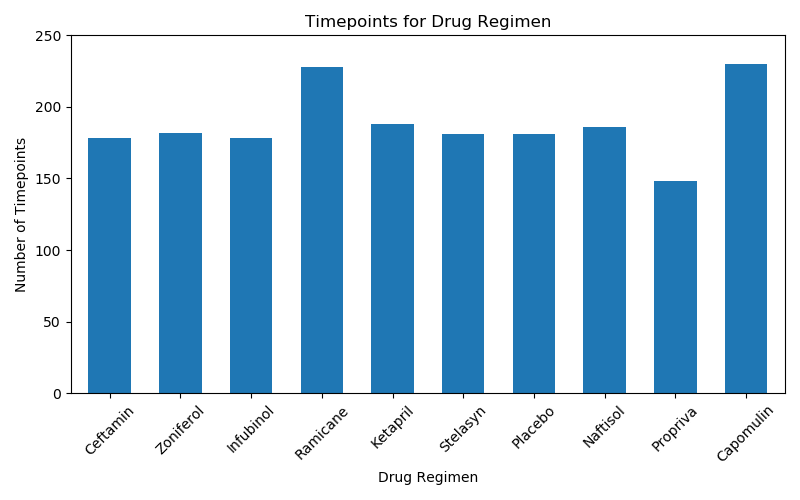 Timepoints for Drug Regimen
Number of Timepoints
250
200
150
100
50
0
Ceftamin
Zoniferol
Infubinol
Ramicane
Ketapril
Stelasyn
Placebo
Naftisol
Propriva
Capomulin
Drug Regimen